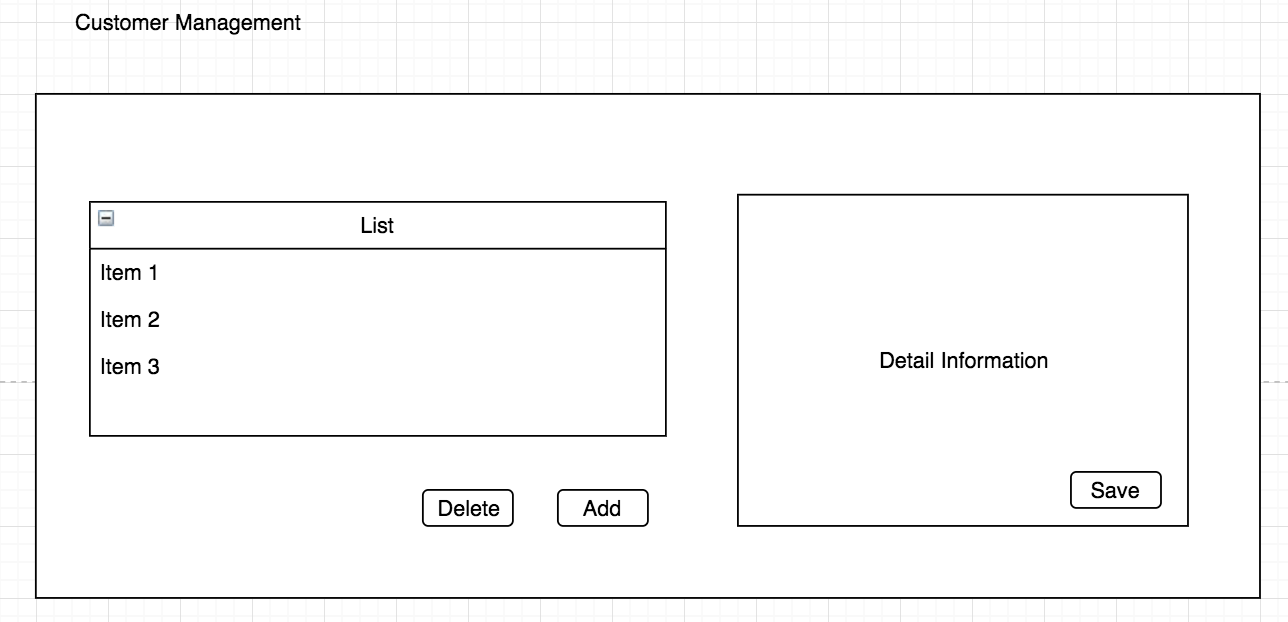 Customer Management
List
Item 1
Item 2
Item 3
Delete
Add
Detail Information
Save